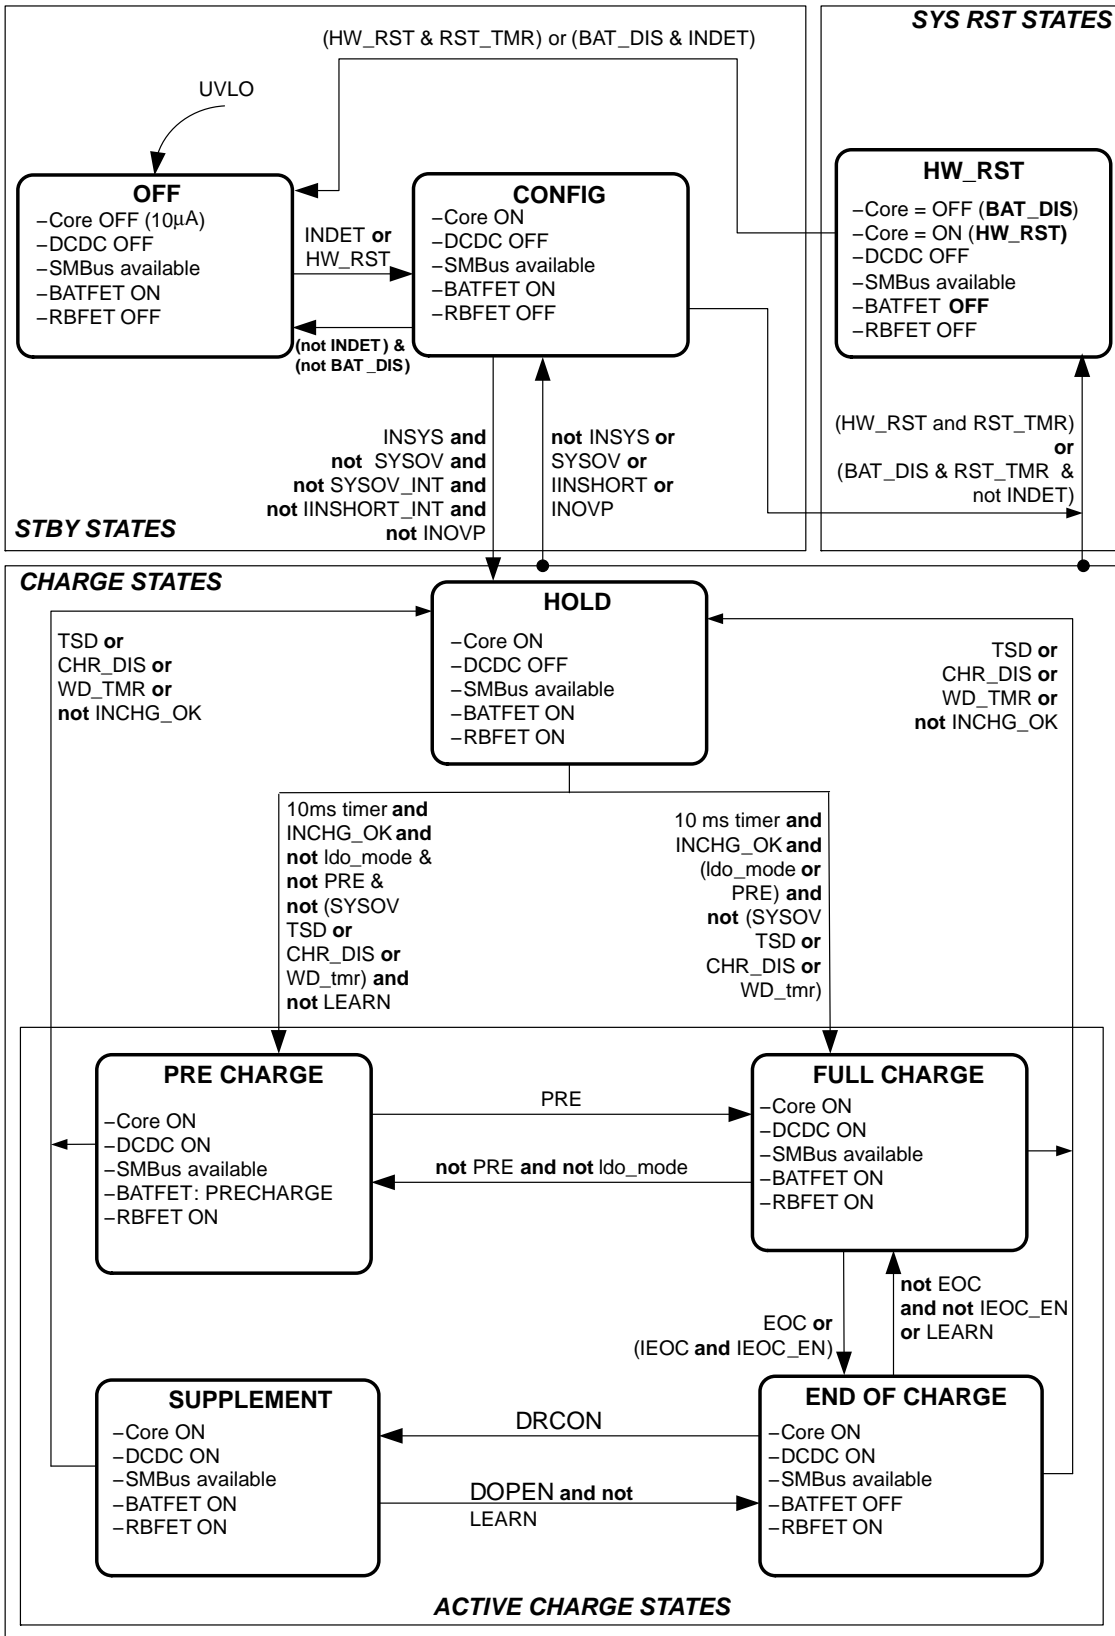 SYS RST STATES
(HW_RST & RST_TMR) or (BAT_DIS & INDET)
UVLO
OFF
–Core OFF (10µA)
–DCDC OFF
–SMBus available
–BATFET ON
–RBFET OFF
INDET or
HW_RST
(not INDET) &
(not BAT_DIS)
CONFIG
–Core ON
–DCDC OFF
–SMBus available
–BATFET ON
–RBFET OFF
HW_RST
–Core = OFF (BAT_DIS)
–Core = ON (HW_RST)
–DCDC OFF
–SMBus available
–BATFET OFF
–RBFET OFF
INSYS and
not SYSOV and
not SYSOV_INT and
not IINSHORT_INT and
not INOVP
not INSYS or
SYSOV or
IINSHORT or
INOVP
(HW_RST and RST_TMR)
or
(BAT_DIS & RST_TMR &
not INDET)
STBY STATES
CHARGE STATES
HOLD
–Core ON
–DCDC OFF
–SMBus available
–BATFET ON
–RBFET ON
TSD or
CHR_DIS or
WD_TMR or
not INCHG_OK
TSD or
CHR_DIS or
WD_TMR or
not INCHG_OK
10ms timer and
INCHG_OK and
not ldo_mode &
not PRE &
not (SYSOV
TSD or
CHR_DIS or
WD_tmr) and
not LEARN
10 ms timer and
INCHG_OK and
(ldo_mode or
PRE) and
not (SYSOV
TSD or
CHR_DIS or
WD_tmr)
PRE CHARGE
–Core ON
–DCDC ON
–SMBus available
–BATFET: PRECHARGE
–RBFET ON
PRE
not PRE and not ldo_mode
FULL CHARGE
–Core ON
–DCDC ON
–SMBus available
–BATFET ON
–RBFET ON
EOC or
(IEOC and IEOC_EN)
not EOC
and not IEOC_EN
or LEARN
SUPPLEMENT
–Core ON
–DCDC ON
–SMBus available
–BATFET ON
–RBFET ON
DRCON
DOPEN and not
LEARN
END OF CHARGE
–Core ON
–DCDC ON
–SMBus available
–BATFET OFF
–RBFET ON
ACTIVE CHARGE STATES